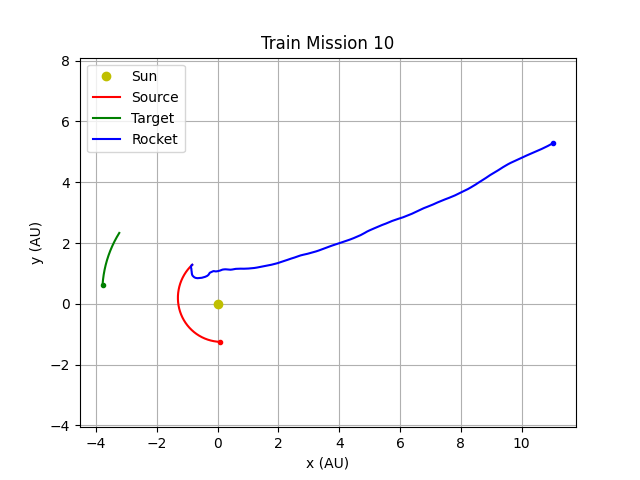 Train Mission 10
Sun
Source
Target
Rocket
8
6
4
2
0
−2
−4
y (AU)
−4 −2 0 2 4 6 8 10
x (AU)